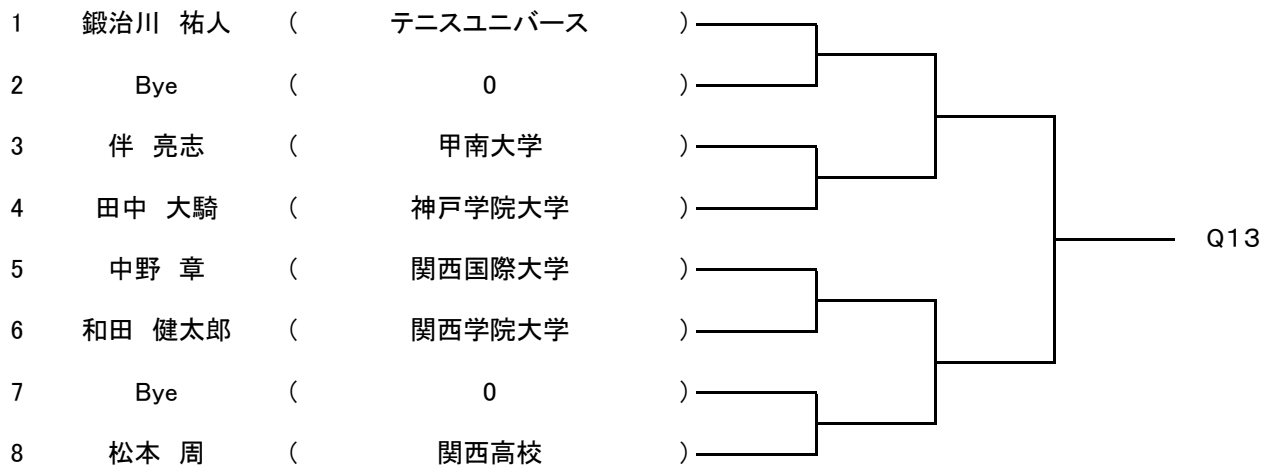 1 鍛治川 祐人 ( テニスユニバース )
2 Bye ( 0 )
3 伴 亮志 ( 甲南大学 )
4 田中 大騎 ( 神戸学院大学 )
Q13
5 中野 章 ( 関西国際大学 )
6 和田 健太郎 ( 関西学院大学 )
7 Bye ( 0 )
8 松本 周 ( 関西高校 )